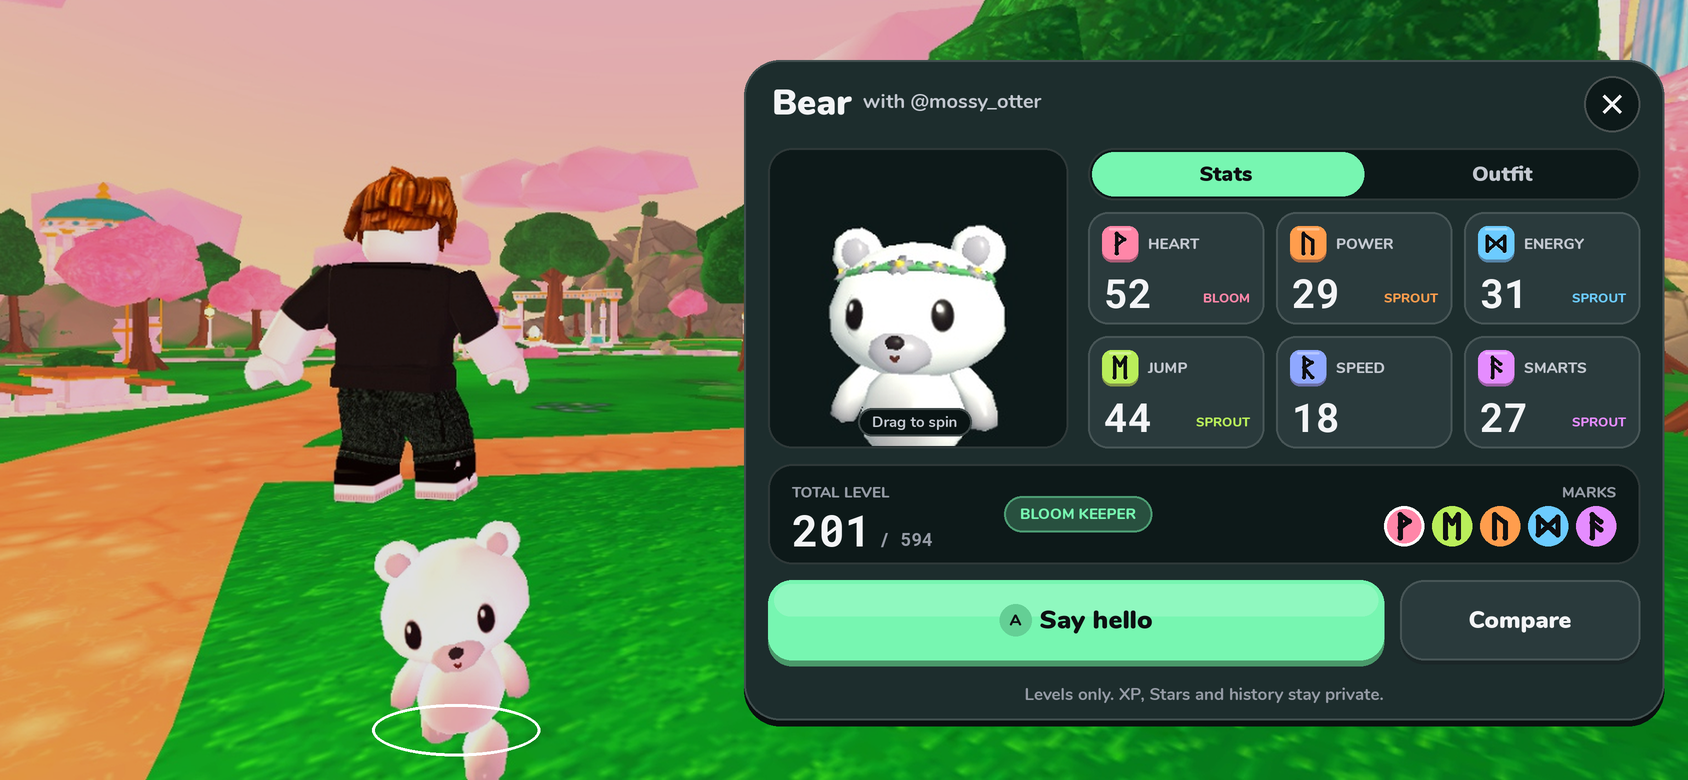 Bear with @mossy_otter
Stats
Outfit
ᚹ HEART
52 BLOOM
ᚢ POWER
29 SPROUT
ᛞ ENERGY
31 SPROUT
ᛖ JUMP
44 SPROUT
ᚱ SPEED
18
ᚫ SMARTS
27 SPROUT
Drag to spin
TOTAL LEVEL
201 / 594
BLOOM KEEPER
MARKS
ᚹ ᛖ ᚢ ᛞ ᚫ
A Say hello
Compare
Levels only. XP, Stars and history stay private.